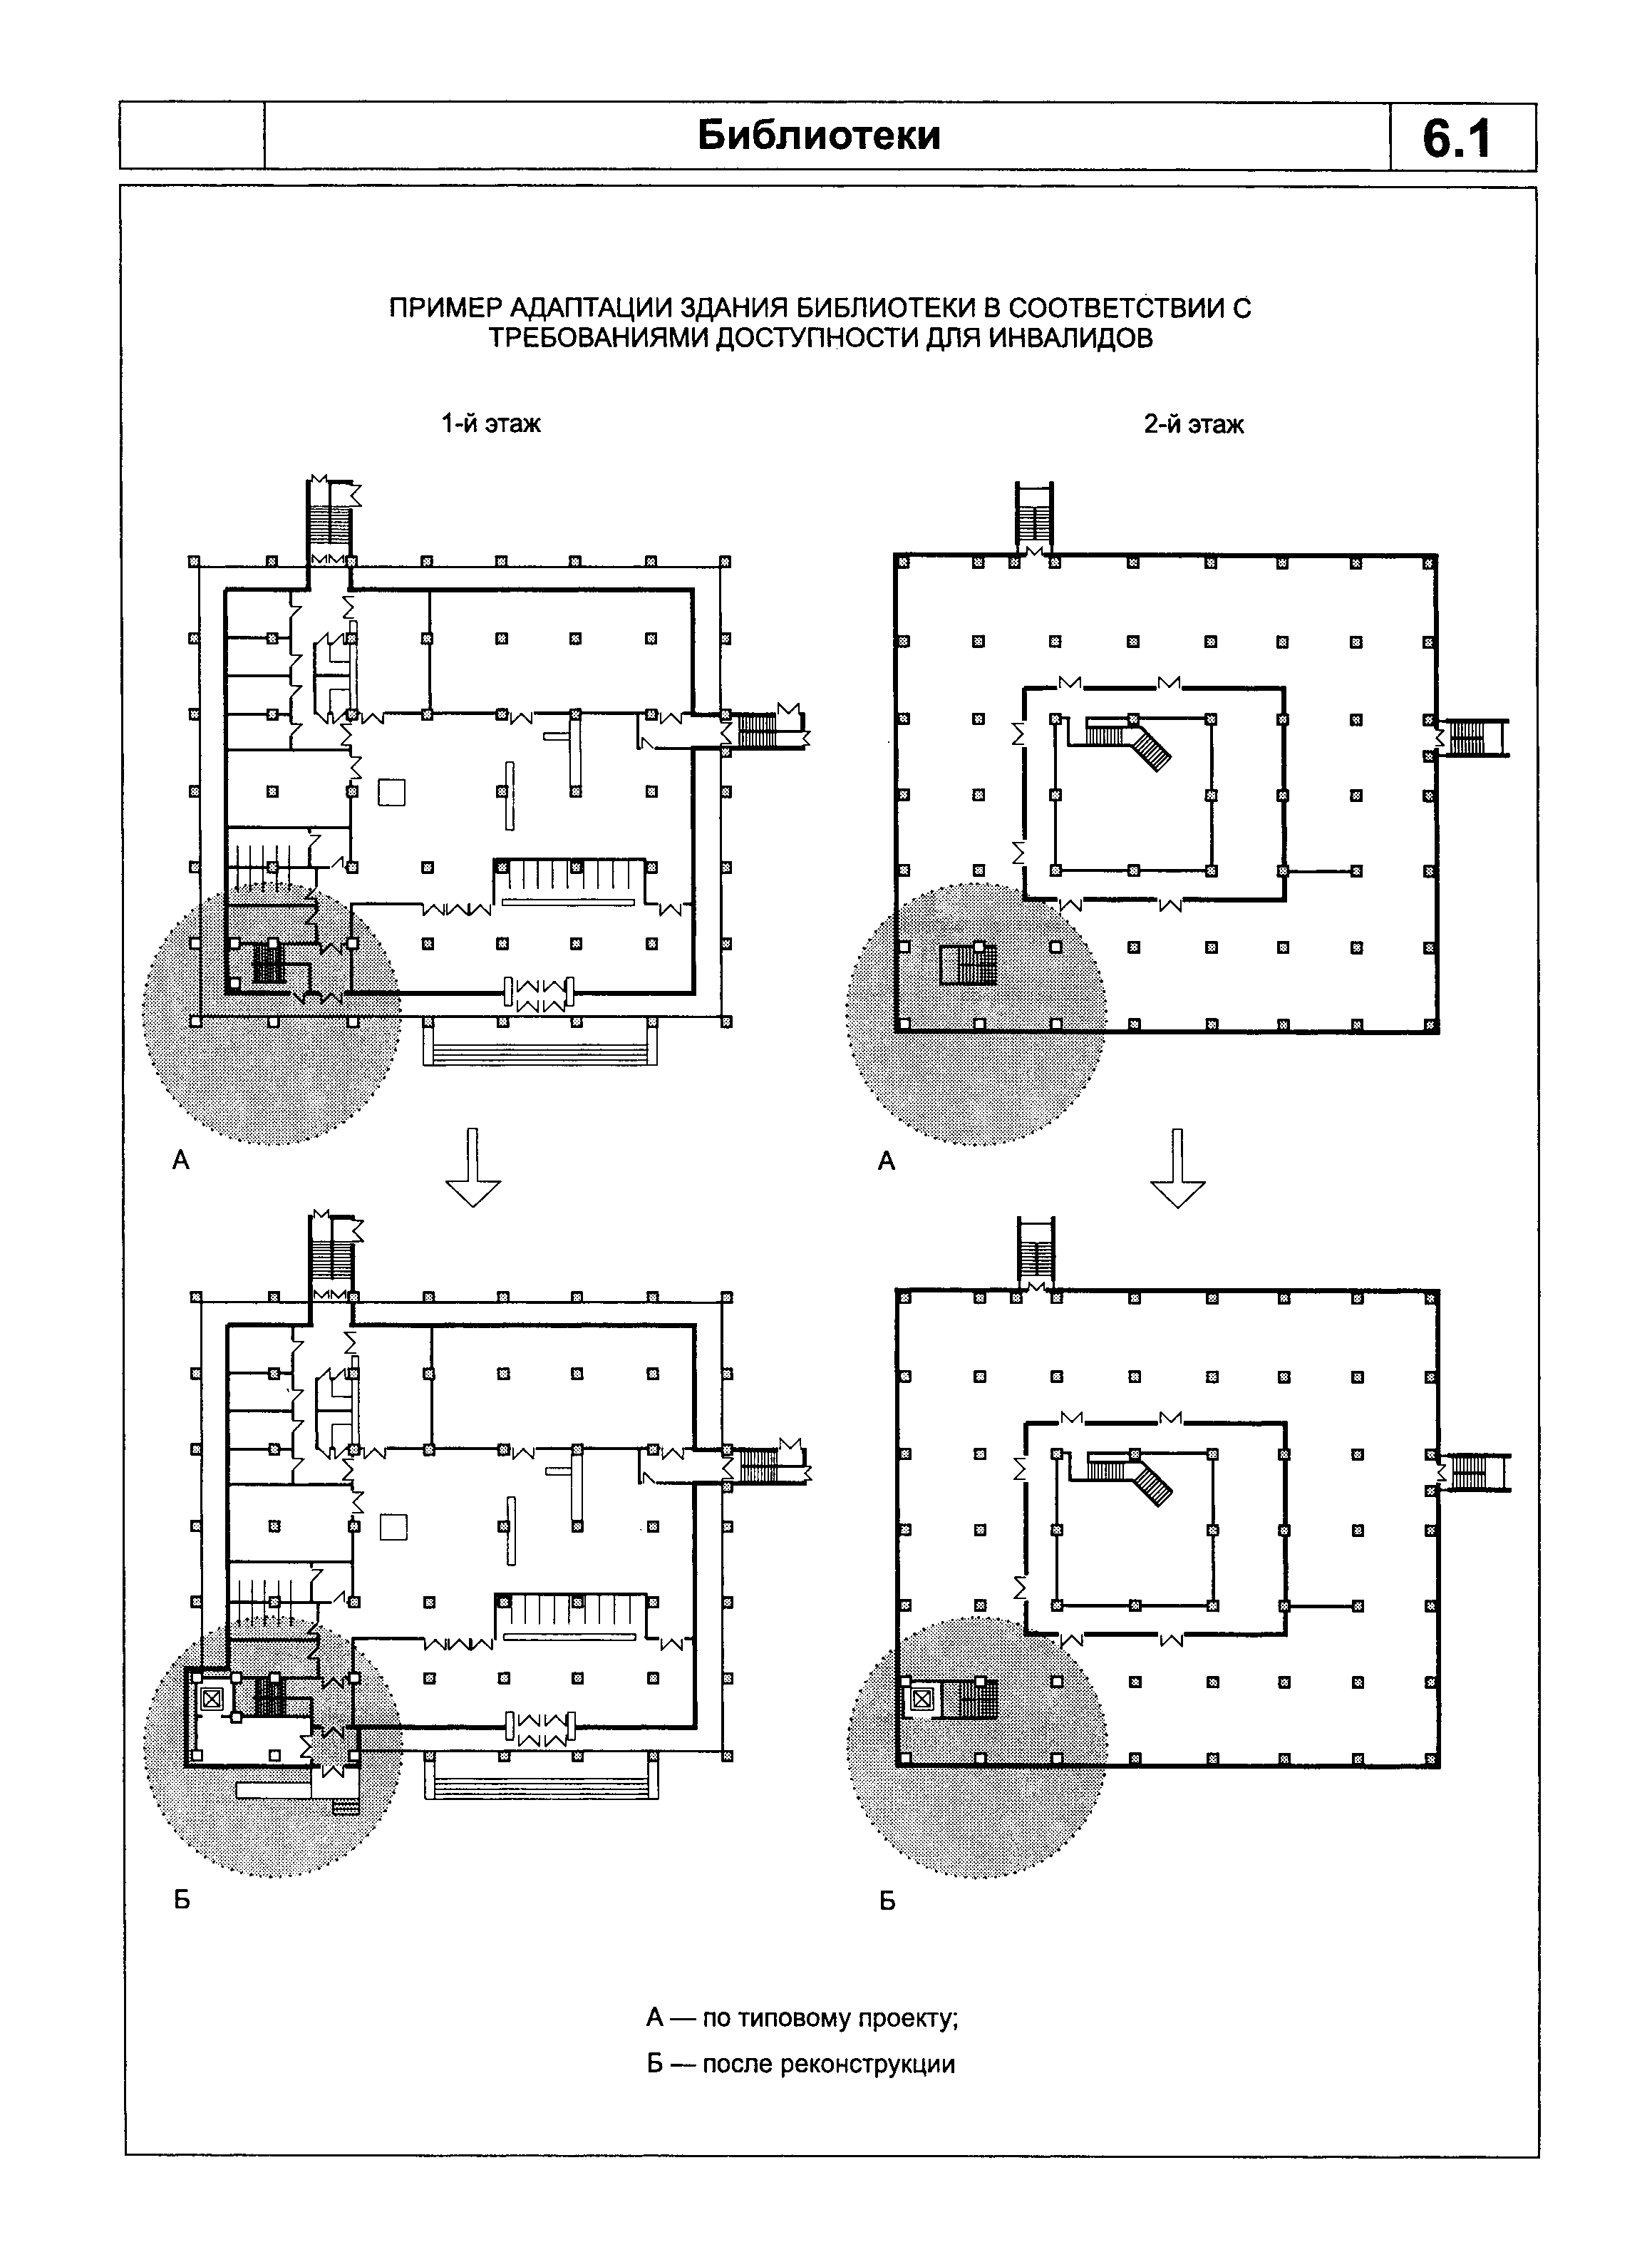 Библиотеки
6.1
ПРИМЕР АДАПТАЦИИ ЗДАНИЯ БИБЛИОТЕКИ В СООТВЕТСТВИИ С
ТРЕБОВАНИЯМИ ДОСТУПНОСТИ ДЛЯ ИНВАЛИДОВ
1-й этаж
2-й этаж
А
А
Б
Б
А — по типовому проекту;
Б — после реконструкции